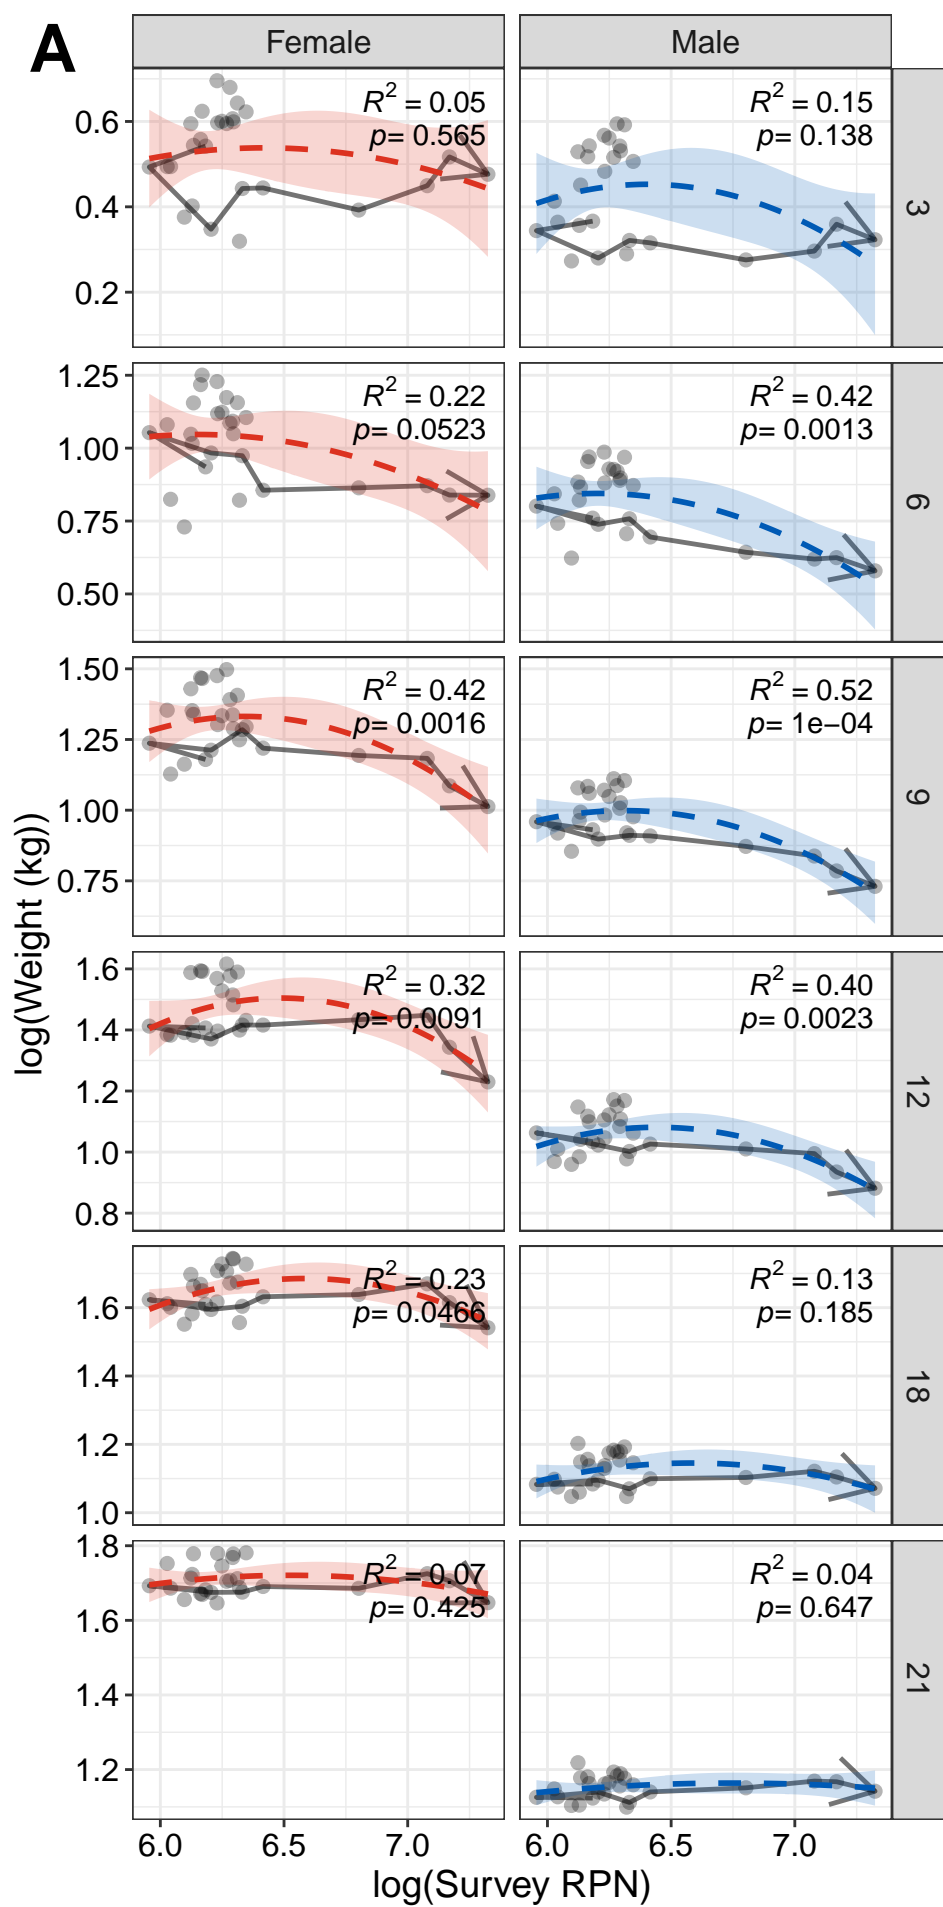 A
Female
Male
R² = 0.05
p= 0.565
R² = 0.15
p= 0.138
0.6
0.4
0.2
3
R² = 0.22
p= 0.0523
R² = 0.42
p= 0.0013
1.25
1.00
0.75
0.50
6
R² = 0.42
p= 0.0016
R² = 0.52
p= 1e−04
1.50
1.25
1.00
0.75
9
log(Weight (kg))
R² = 0.32
p= 0.0091
R² = 0.40
p= 0.0023
1.6
1.4
1.2
1.0
0.8
12
R² = 0.23
p= 0.0466
R² = 0.13
p= 0.185
1.6
1.4
1.2
1.0
18
R² = 0.07
p= 0.425
R² = 0.04
p= 0.647
1.8
1.6
1.4
1.2
21
6.0 6.5 7.0 6.0 6.5 7.0
log(Survey RPN)